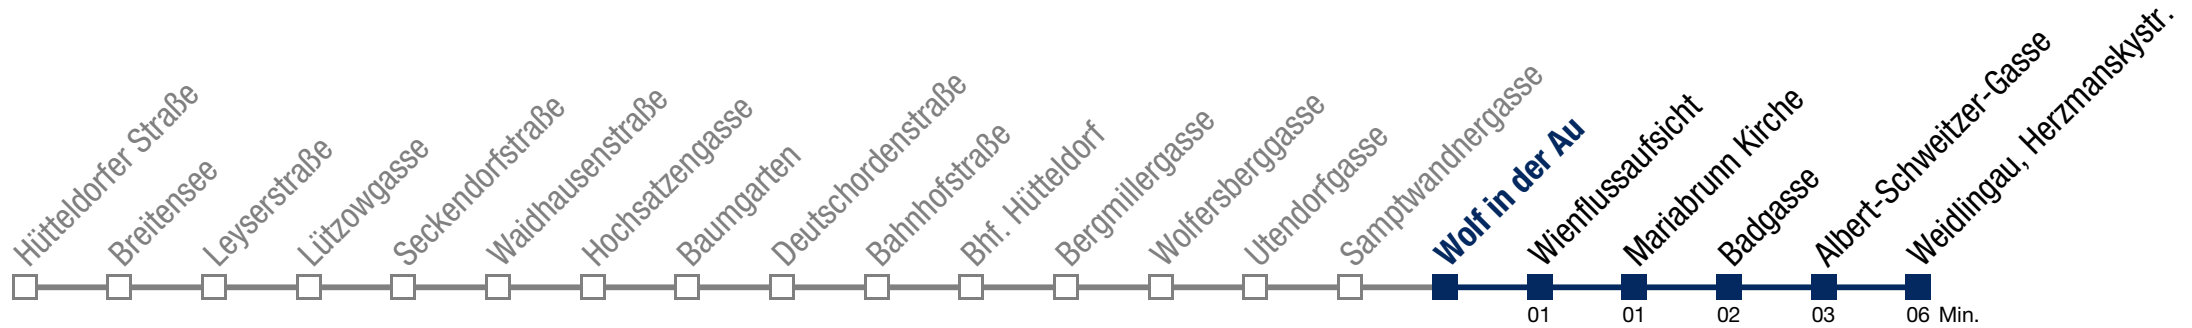 Hütteldorfer Straße
Breitensee
Leyserstraße
Lützowgasse
Seckendorfstraße
Waidhausenstraße
Hochsatzengasse
Baumgarten
Deutschordenstraße
Bahnhofstraße
Bhf. Hütteldorf
Bergmillergasse
Wolfersberggasse
Utendorfgasse
Samptwandnergasse
Wolf in der Au
Wienflussaufsicht
Mariabrunn Kirche
Badgasse
Albert-Schweitzer-Gasse
Weidlingau, Herzmanskystr.
01 01 02 03 06 Min.